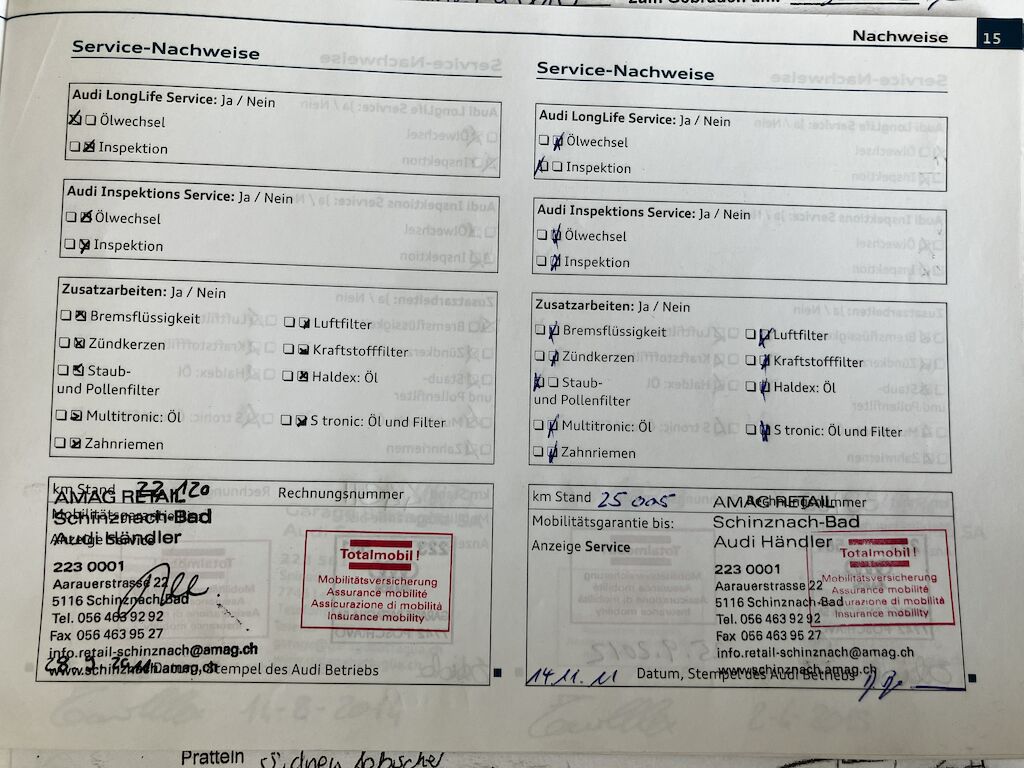 Nachweise 15
Service-Nachweise
Audi LongLife Service: Ja / Nein
Ölwechsel
Inspektion
Audi Inspektions Service: Ja / Nein
Ölwechsel
Inspektion
Zusatzarbeiten: Ja / Nein
Bremsflüssigkeit
Luftfilter
Zündkerzen
Kraftstofffilter
Staub-
und Pollenfilter
Haldex: Öl
Multitronic: Öl
S tronic: Öl und Filter
Zahnriemen
km Stand 22 120
Rechnungsnummer
AMAG RETAIL
Mobilitätsgarantie bis:
Schinznach-Bad
Anzeige Service
Audi Händler
223 0001
Aarauerstrasse 22
5116 Schinznach-Bad
Tel. 056 463 92 92
Fax 056 463 95 27
info.retail-schinznach@amag.ch
www.schinznach.amag.ch
Totalmobil!
Mobilitätsversicherung
Assurance mobilité
Assicurazione di mobilità
Insurance mobility
Datum, Stempel des Audi Betriebs
Service-Nachweise
Audi LongLife Service: Ja / Nein
Ölwechsel
Inspektion
Audi Inspektions Service: Ja / Nein
Ölwechsel
Inspektion
Zusatzarbeiten: Ja / Nein
Bremsflüssigkeit
Luftfilter
Zündkerzen
Kraftstofffilter
Staub-
und Pollenfilter
Haldex: Öl
Multitronic: Öl
S tronic: Öl und Filter
Zahnriemen
km Stand 25 005
Rechnungsnummer
Mobilitätsgarantie bis:
Anzeige Service
AMAG RETAIL
Schinznach-Bad
Audi Händler
223 0001
Aarauerstrasse 22
5116 Schinznach-Bad
Tel. 056 463 92 92
Fax 056 463 95 27
info.retail-schinznach@amag.ch
www.schinznach.amag.ch
Totalmobil!
Mobilitätsversicherung
Assurance mobilité
Assicurazione di mobilità
Insurance mobility
14.11.11 Datum, Stempel des Audi Betriebs
Pratteln